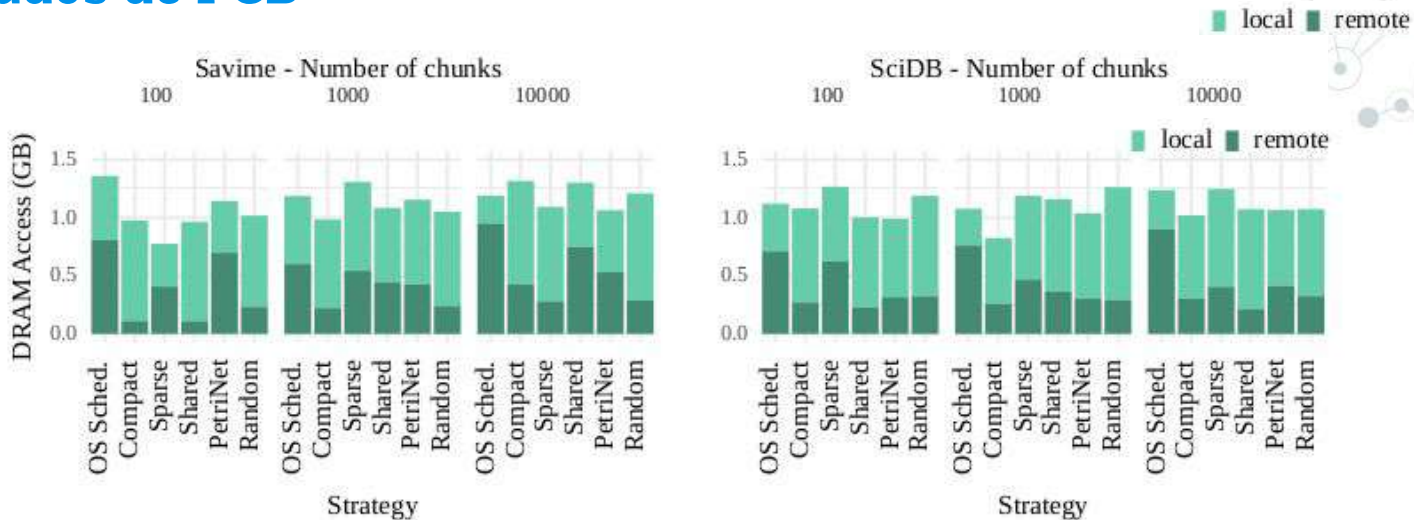 local remote
Savime - Number of chunks
100 1000 10000
DRAM Access (GB)
1.5
1.0
0.5
0.0
OS Sched.
Compact
Sparse
Shared
PetriNet
Random
OS Sched.
Compact
Sparse
Shared
PetriNet
Random
OS Sched.
Compact
Sparse
Shared
PetriNet
Random
Strategy
SciDB - Number of chunks
100 1000 10000
local remote
1.5
1.0
0.5
0.0
OS Sched.
Compact
Sparse
Shared
PetriNet
Random
OS Sched.
Compact
Sparse
Shared
PetriNet
Random
OS Sched.
Compact
Sparse
Shared
PetriNet
Random
Strategy